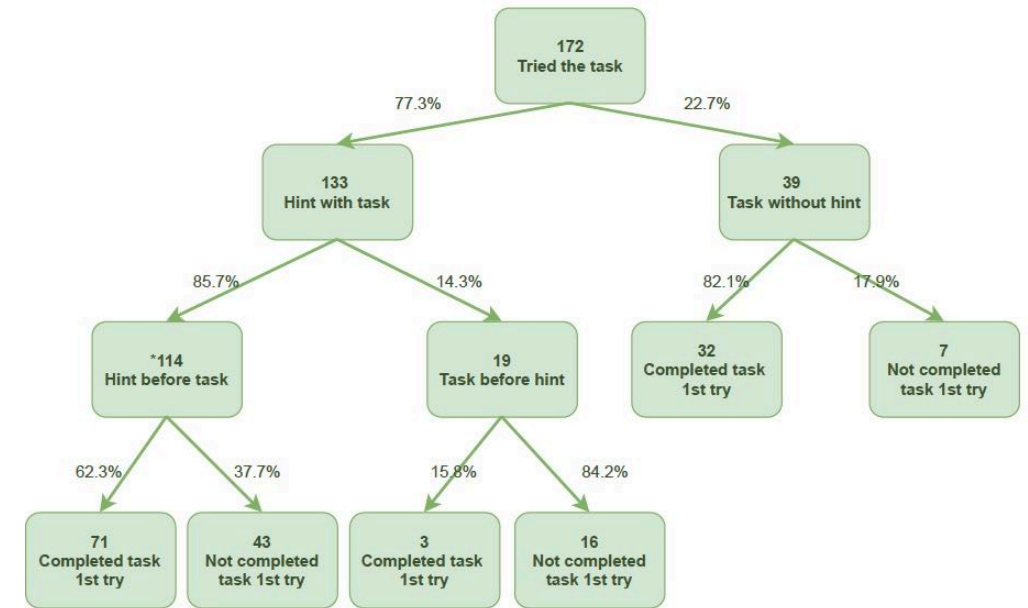 172
Tried the task
77.3%
22.7%
133
Hint with task
39
Task without hint
85.7%
14.3%
82.1%
17.9%
*114
Hint before task
19
Task before hint
32
Completed task
1st try
7
Not completed
task 1st try
62.3%
37.7%
15.8%
84.2%
71
Completed task
1st try
43
Not completed
task 1st try
3
Completed task
1st try
16
Not completed
task 1st try